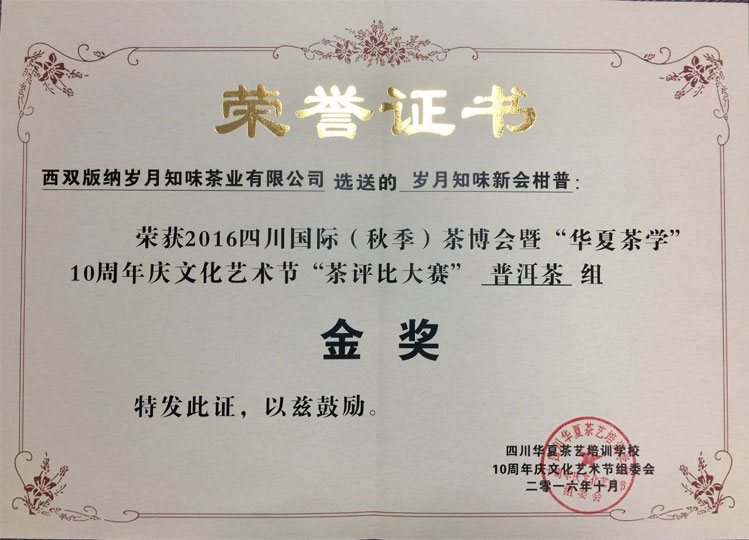 荣誉证书
西双版纳岁月知味茶业有限公司 选送的 岁月知味新会柑普：
荣获2016四川国际（秋季）茶博会暨“华夏茶学”
10周年庆文化艺术节“茶评比大赛” 普洱茶 组
金奖
特发此证，以兹鼓励。
四川华夏茶艺培训学校
10周年庆文化艺术节组委会
二零一六年十月